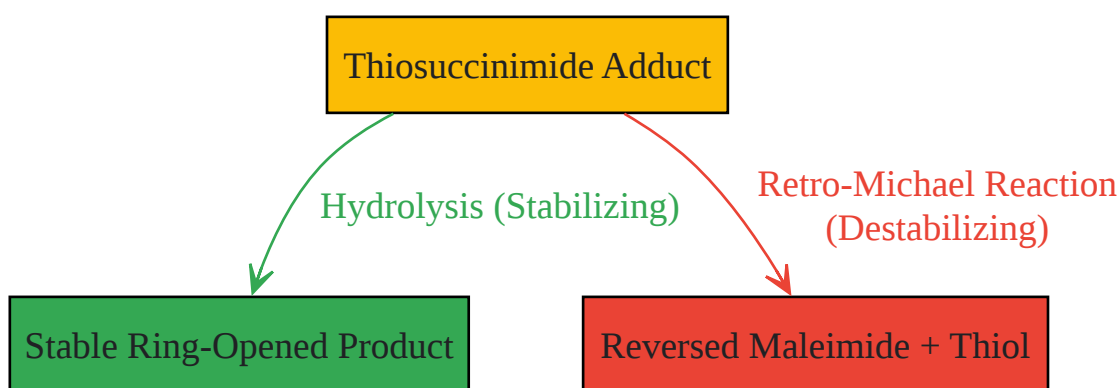 Thiosuccinimide Adduct
Hydrolysis (Stabilizing)
Retro-Michael Reaction
(Destabilizing)
Stable Ring-Opened Product
Reversed Maleimide + Thiol